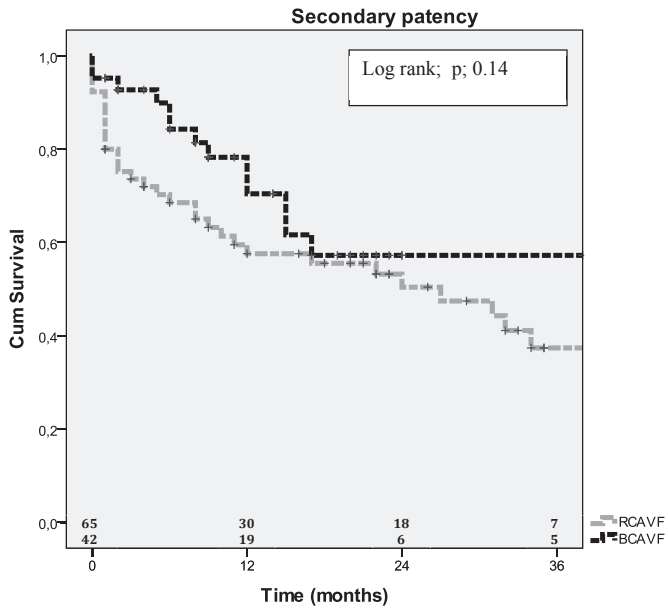 Secondary patency
Log rank; p; 0.14
Cum Survival
1,0
0,8
0,6
0,4
0,2
0,0
65 30 18 7
42 19 6 5
0 12 24 36
Time (months)
RCAVF
BCAVF